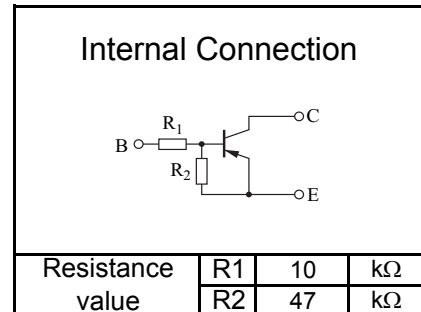 Internal Connection
C
R1
B
R2
E
Resistance value R1 10 kΩ
R2 47 kΩ